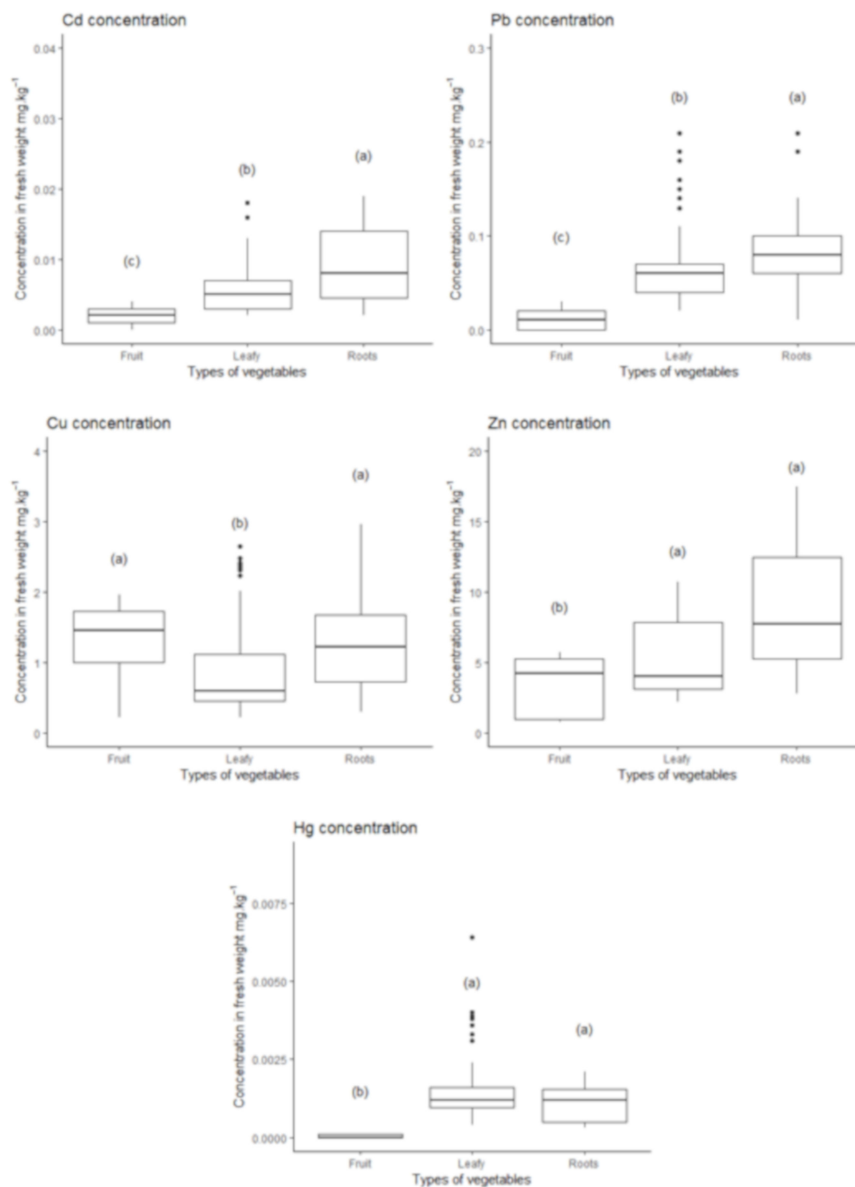 Cd concentration
Concentration in fresh weight mg.kg⁻¹
0.04
0.03
0.02
0.01
0.00
(c)
(b)
(a)
Fruit Leafy Roots
Types of vegetables
Pb concentration
Concentration in fresh weight mg.kg⁻¹
0.3
0.2
0.1
0.0
(c)
(b)
(a)
Fruit Leafy Roots
Types of vegetables
Cu concentration
Concentration in fresh weight mg.kg⁻¹
4
3
2
1
0
(a)
(b)
(a)
Fruit Leafy Roots
Types of vegetables
Zn concentration
Concentration in fresh weight mg.kg⁻¹
20
15
10
5
0
(b)
(a)
(a)
Fruit Leafy Roots
Types of vegetables
Hg concentration
Concentration in fresh weight mg.kg⁻¹
0.0075
0.0050
0.0025
0.0000
(b)
(a)
(a)
Fruit Leafy Roots
Types of vegetables